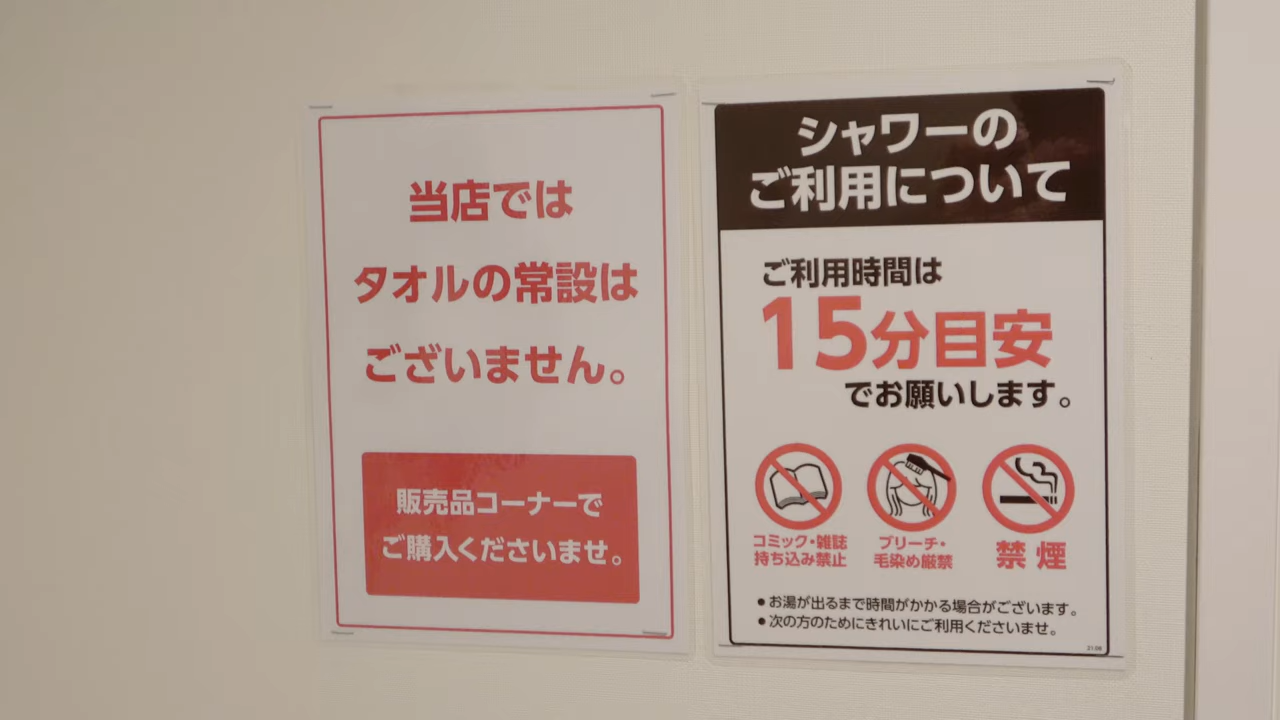 当店では
タオルの常設は
ございません。
販売品コーナーで
ご購入くださいませ。
シャワーの
ご利用について
ご利用時間は
15分目安
でお願いします。
コミック・雑誌
持ち込み禁止
ブリーチ・
毛染め厳禁
禁煙
●お湯が出るまで時間がかかる場合がございます。
●次の方のためにきれいにご利用くださいませ。